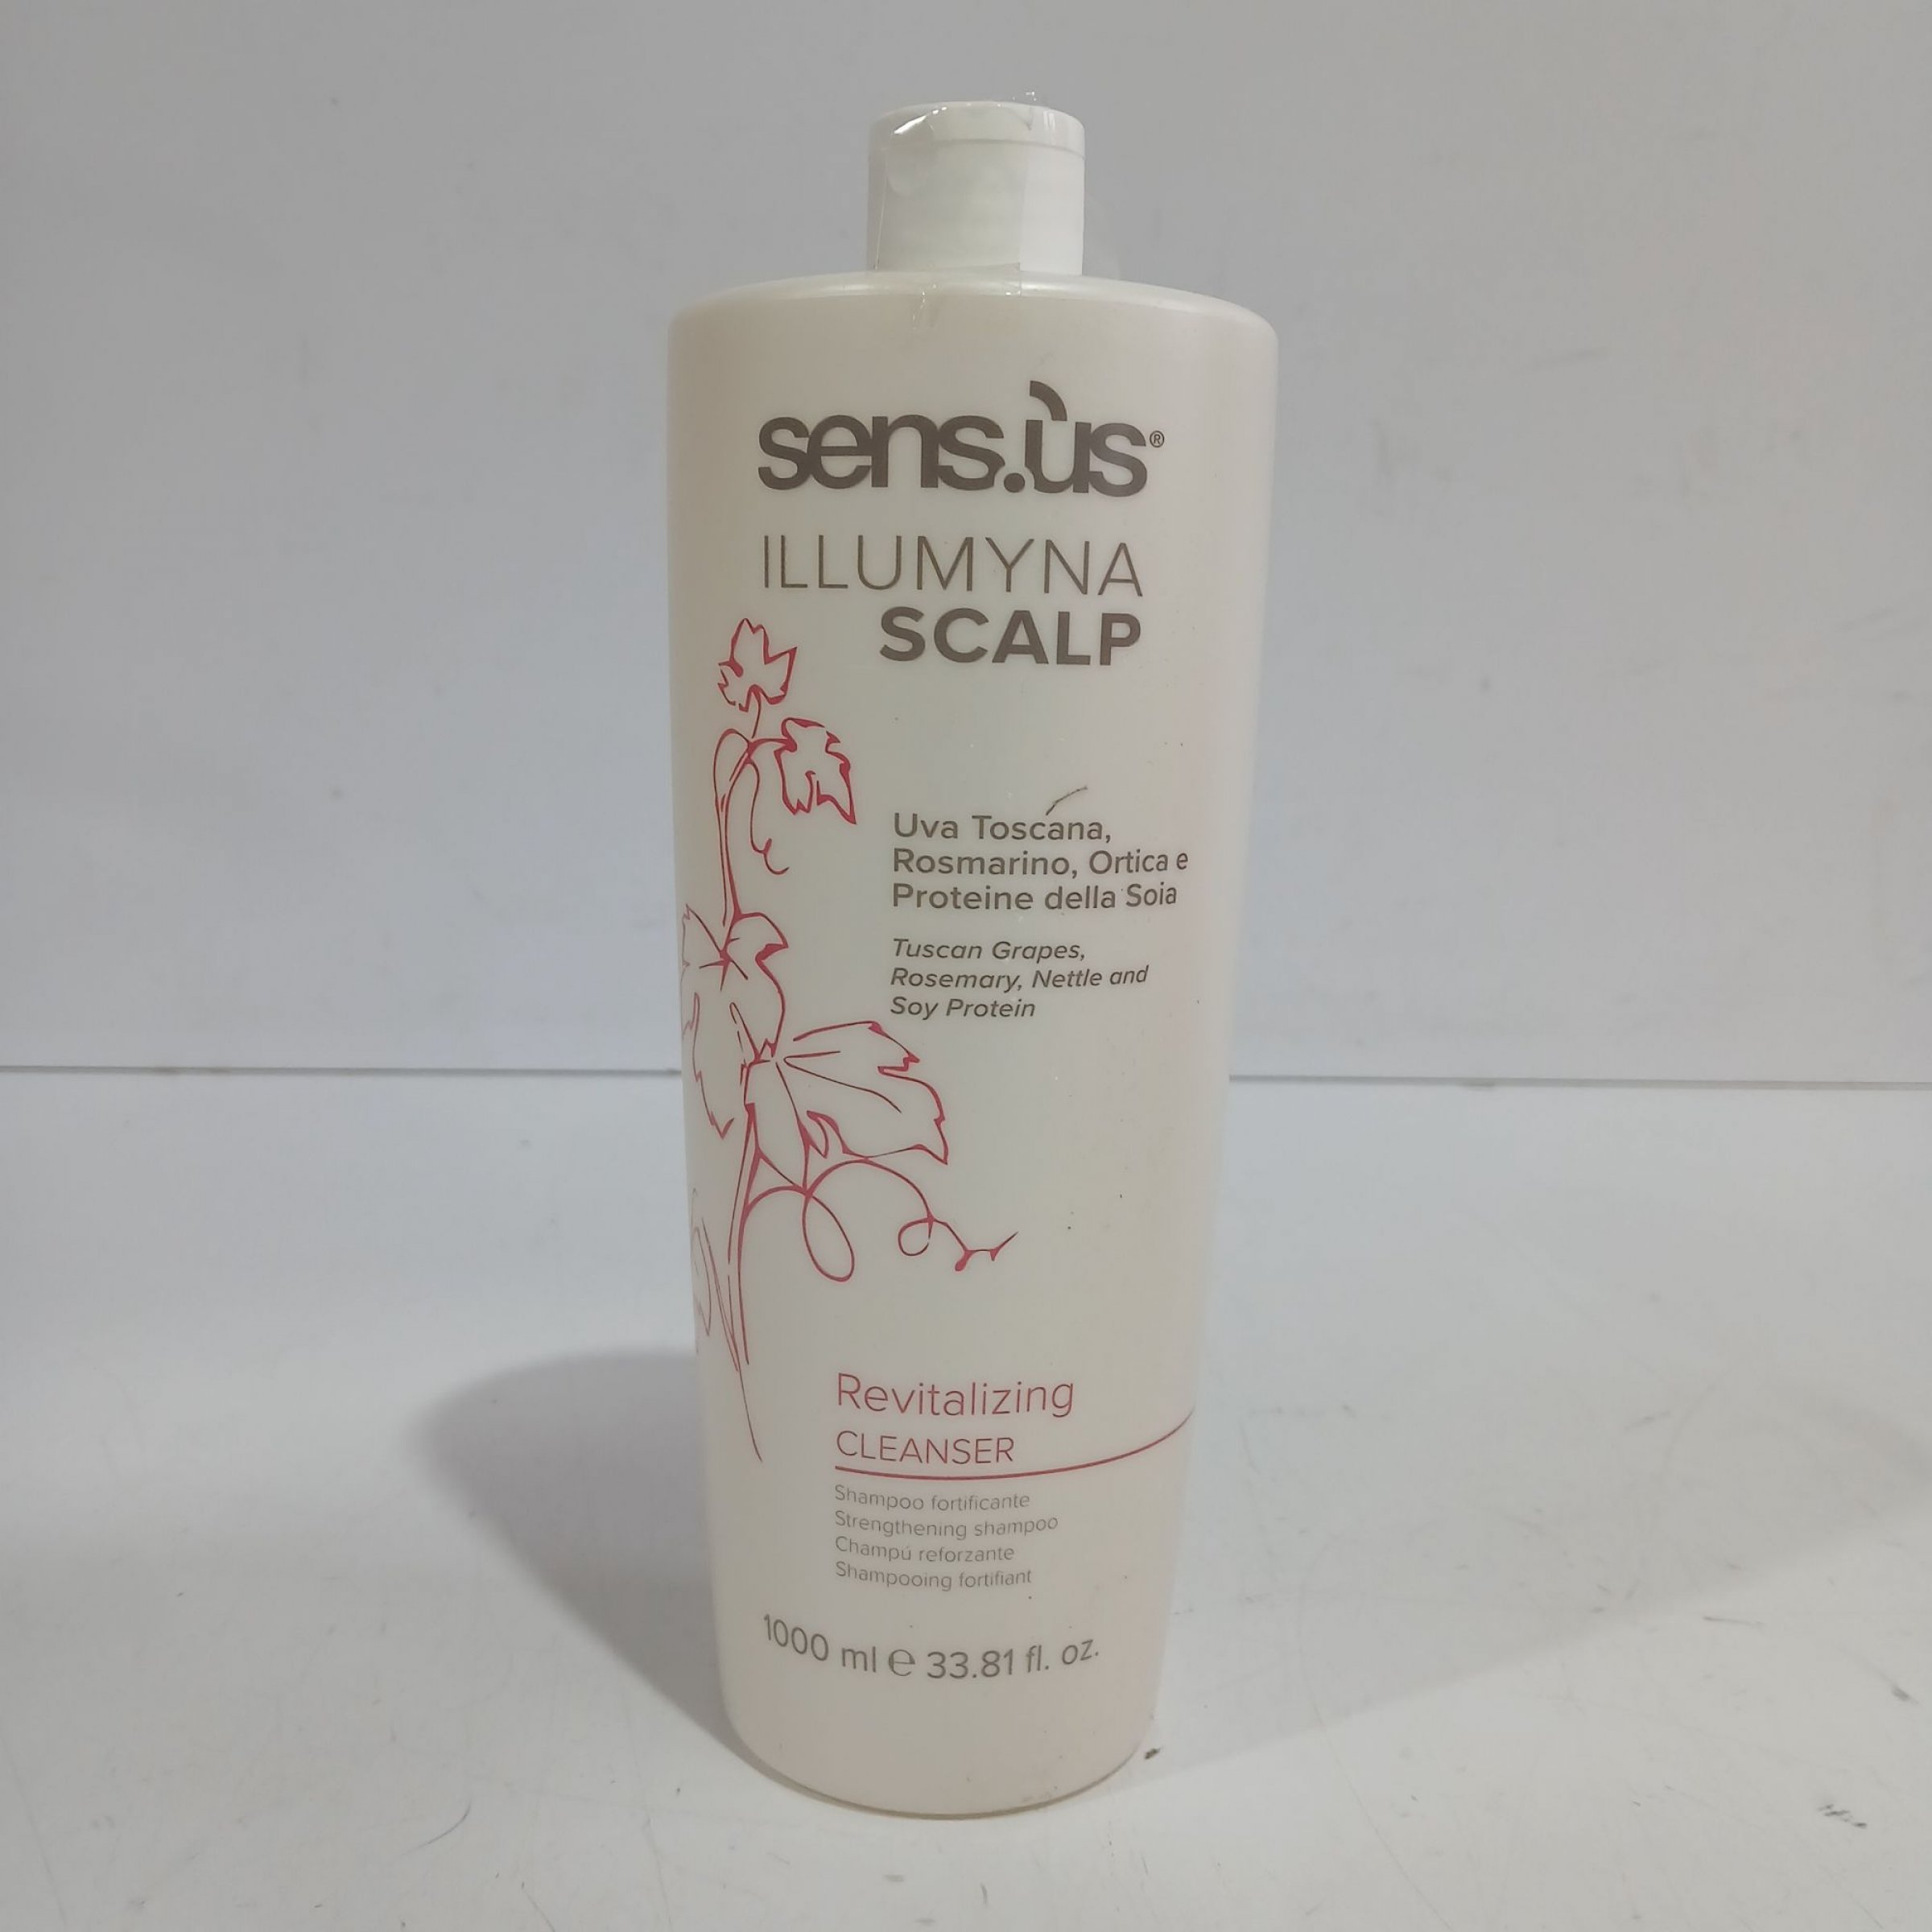 sens.ùs®
ILLUMYNA
SCALP
Uva Toscana,
Rosmarino, Ortica e
Proteine della Soia
Tuscan Grapes,
Rosemary, Nettle and
Soy Protein
Revitalizing
CLEANSER
Shampoo fortificante
Strengthening shampoo
Champú reforzante
Shampooing fortifiant
1000 ml ℮ 33.81 fl. oz.